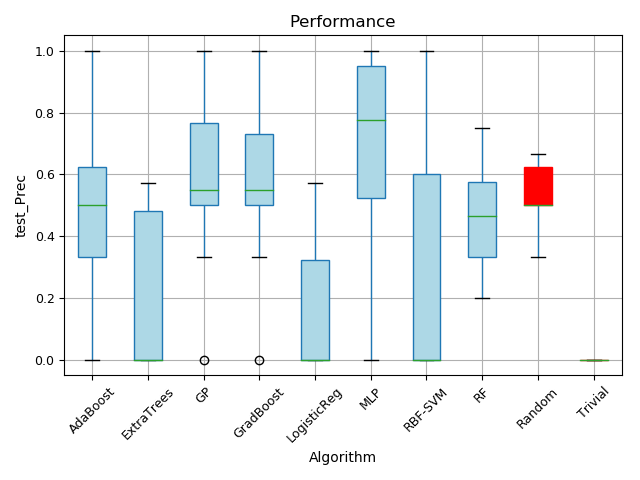 Performance
test_Prec
1.0
0.8
0.6
0.4
0.2
0.0
AdaBoost
ExtraTrees
GP
GradBoost
LogisticReg
MLP
RBF-SVM
RF
Random
Trivial
Algorithm